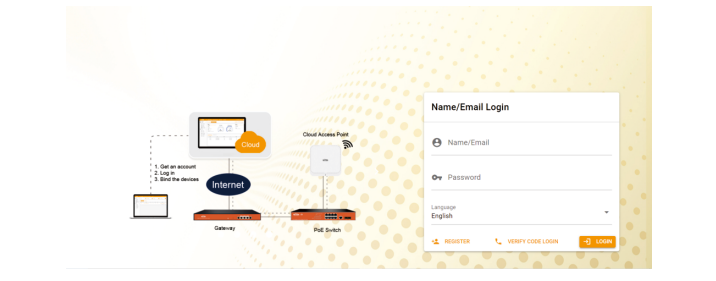 Cloud
Cloud Access Point
1. Get an account
2. Log in
3. Bind the devices
Internet
Gateway
PoE Switch
Name/Email Login
Name/Email
Password
Language
English
REGISTER
VERIFY CODE LOGIN
LOGIN